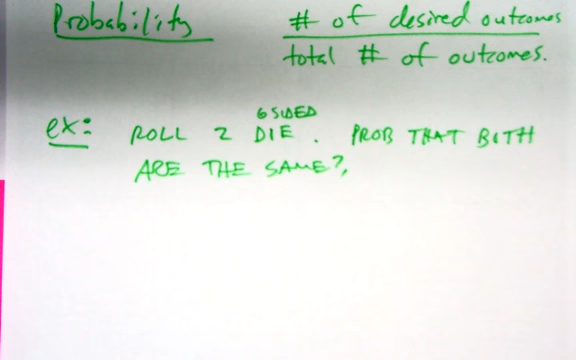 Probability
# of desired outcomes
total # of outcomes.
6 SIDED
ex: ROLL 2 DIE. PROB THAT BOTH
ARE THE SAME?,